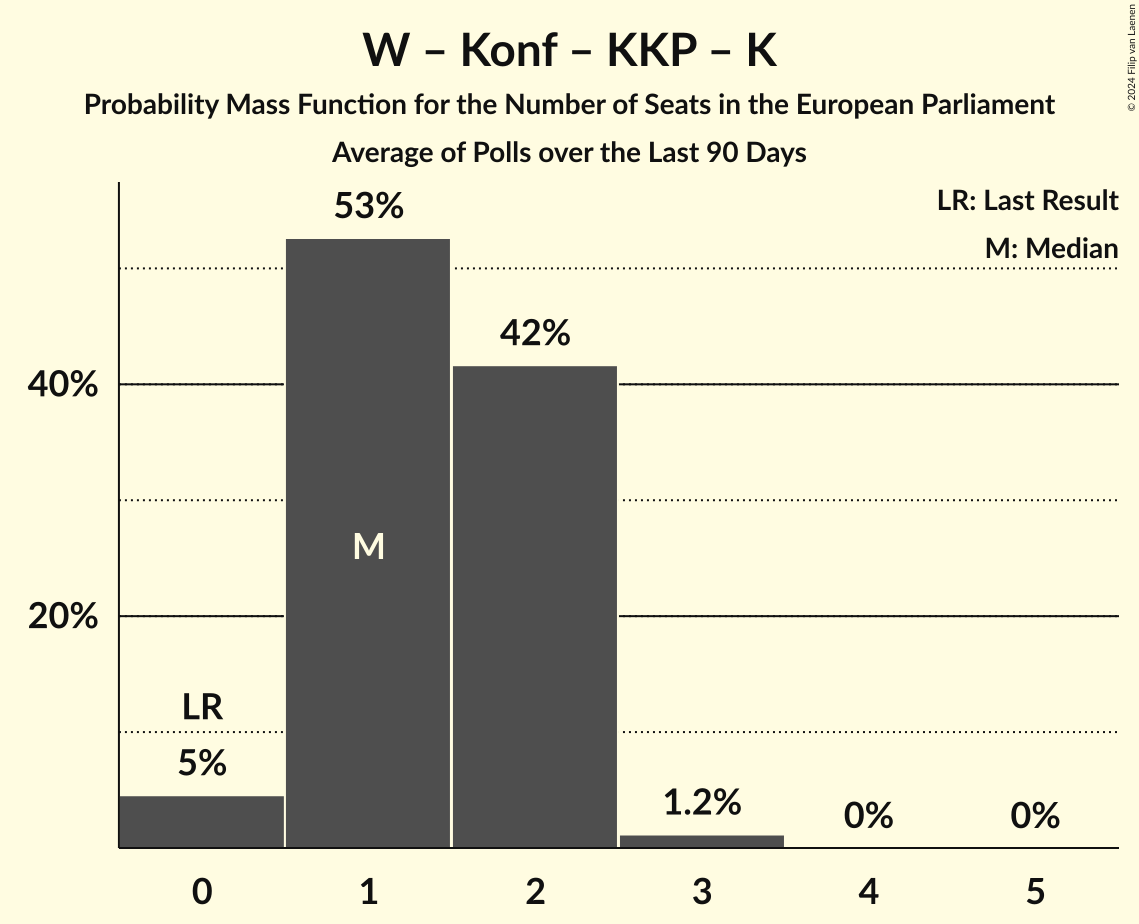 W – Konf – KKP – K
Probability Mass Function for the Number of Seats in the European Parliament
Average of Polls over the Last 90 Days
© 2024 Filip van Laenen
LR: Last Result
M: Median
53%
42%
40%
M
20%
LR
5%
1.2%
0%
0%
0
1
2
3
4
5